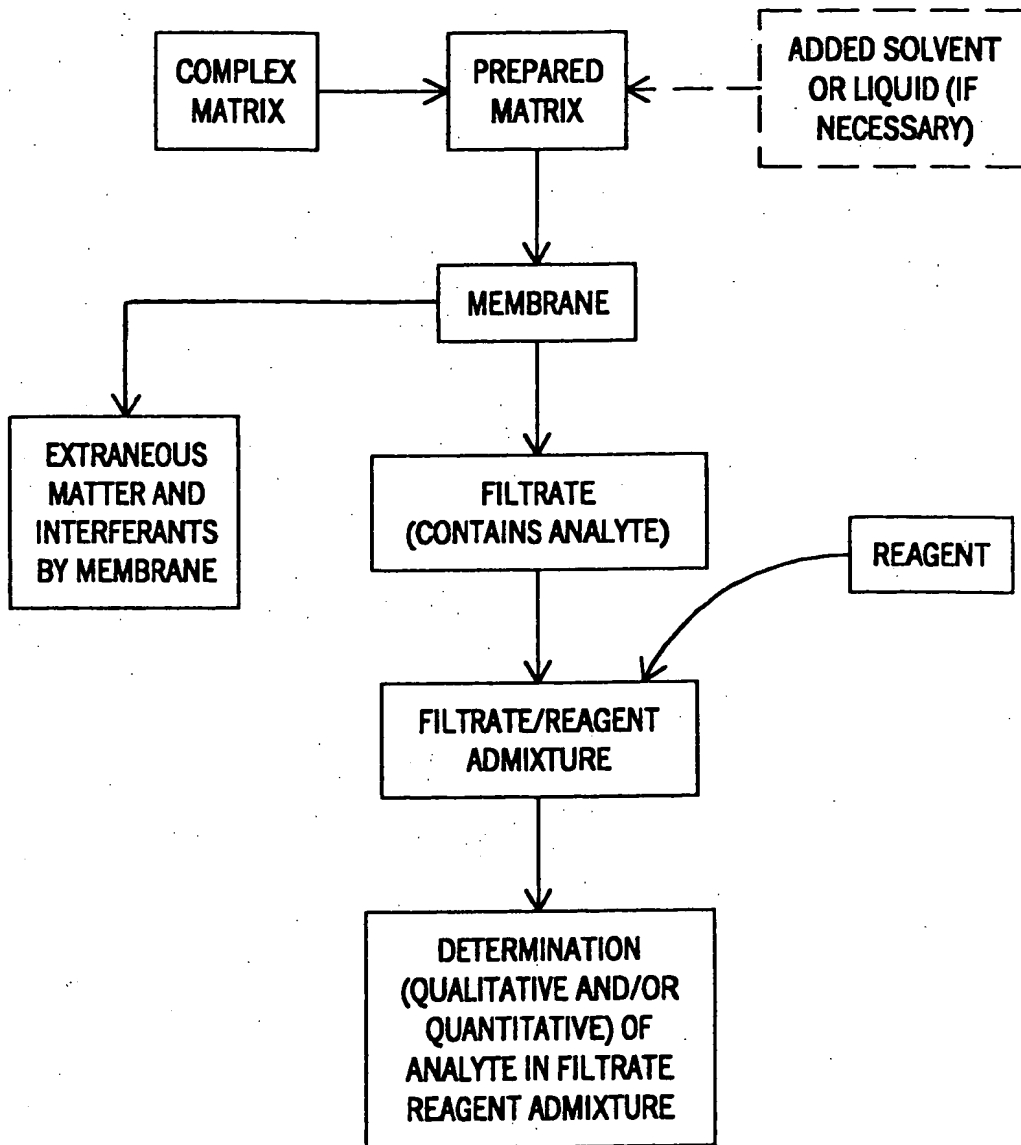 COMPLEX
MATRIX
PREPARED
MATRIX
ADDED SOLVENT
OR LIQUID (IF
NECESSARY)
MEMBRANE
EXTRANEOUS
MATTER AND
INTERFERANTS
BY MEMBRANE
FILTRATE
(CONTAINS ANALYTE)
REAGENT
FILTRATE/REAGENT
ADMIXTURE
DETERMINATION
(QUALITATIVE AND/OR
QUANTITATIVE) OF
ANALYTE IN FILTRATE
REAGENT ADMIXTURE